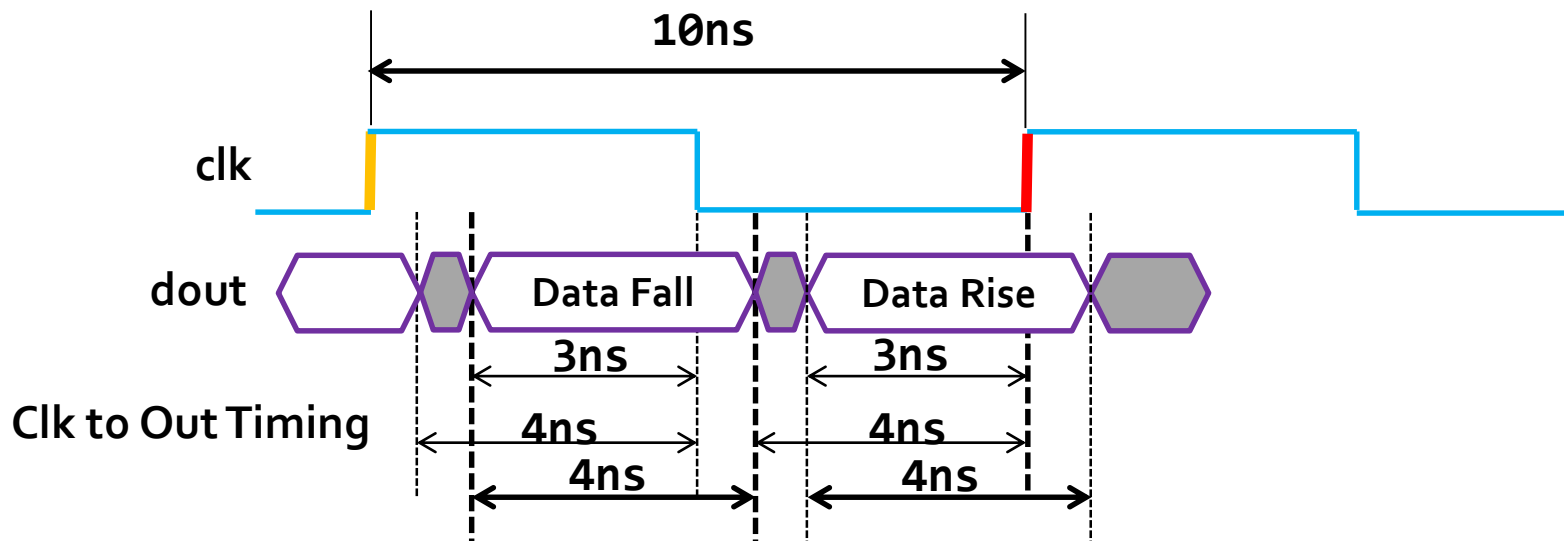 10ns
clk
dout
Data Fall
Data Rise
3ns
3ns
Clk to Out Timing
4ns
4ns
4ns
4ns